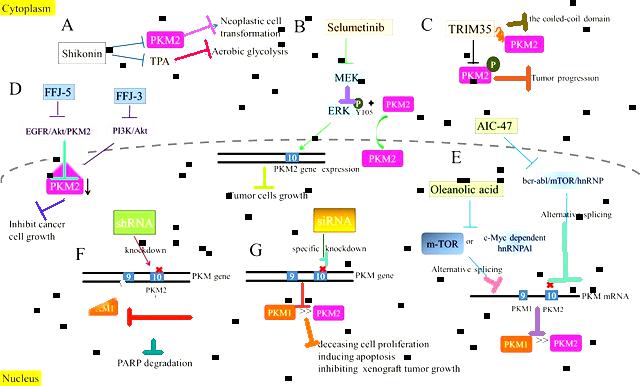 Cytoplasm
A
Shikonin
PKM2
TPA
Neoplastic cell
transformation
Aerobic glycolysis
B
Selumetinib
MEK
ERK
P
Y105
+
PKM2
PKM2
10
PKM2 gene expression
Tumor cells growth
C
TRIM35
the coiled-coil domain
PKM2
P
PKM2
Tumor progression
D
FFJ-5
FFJ-3
EGFR/Akt/PKM2
PI3K/Akt
PKM2
Inhibit cancer
cell growth
E
AIC-47
bcr-abl/mTOR/hnRNP
Oleanolic acid
Alternative splicing
m-TOR
or
c-Myc dependent
hnRNPAI
Alternative splicing
9
10
PKM mRNA
PKM1
PKM2
PKM1
>>
PKM2
F
shRNA
knockdown
9
10
PKM gene
PKM2
PARP degradation
G
siRNA
specific knockdown
9
10
PKM gene
PKM1
>>
PKM2
deceasing cell proliferation
inducing apoptosis
inhibiting xenograft tumor growth
Nucleus